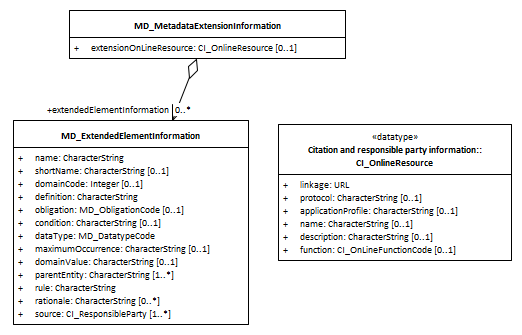 MD_MetadataExtensionInformation
+ extensionOnLineResource: CI_OnlineResource [0..1]
+extendedElementInformation 0..*
MD_ExtendedElementInformation
+ name: CharacterString
+ shortName: CharacterString [0..1]
+ domainCode: Integer [0..1]
+ definition: CharacterString
+ obligation: MD_ObligationCode [0..1]
+ condition: CharacterString [0..1]
+ dataType: MD_DatatypeCode
+ maximumOccurrence: CharacterString [0..1]
+ domainValue: CharacterString [0..1]
+ parentEntity: CharacterString [1..*]
+ rule: CharacterString
+ rationale: CharacterString [0..*]
+ source: CI_ResponsibleParty [1..*]
«datatype»
Citation and responsible party information::
CI_OnlineResource
+ linkage: URL
+ protocol: CharacterString [0..1]
+ applicationProfile: CharacterString [0..1]
+ name: CharacterString [0..1]
+ description: CharacterString [0..1]
+ function: CI_OnLineFunctionCode [0..1]